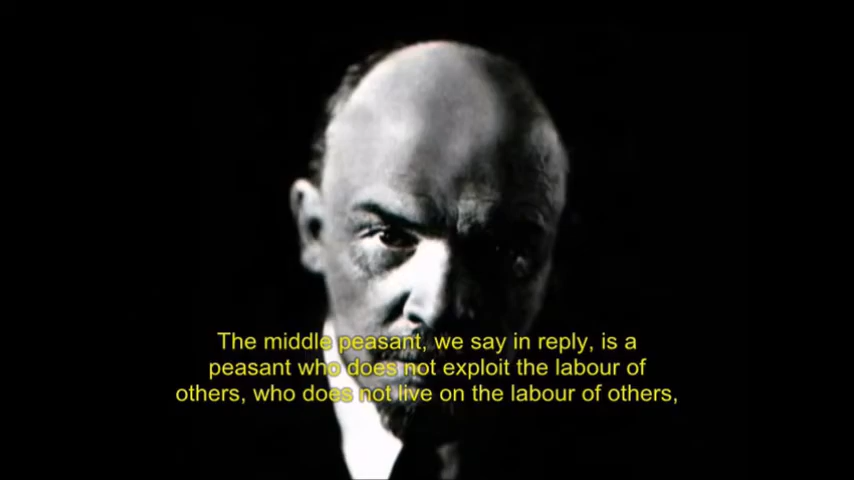 The middle peasant, we say in reply, is a
peasant who does not exploit the labour of
others, who does not live on the labour of others,